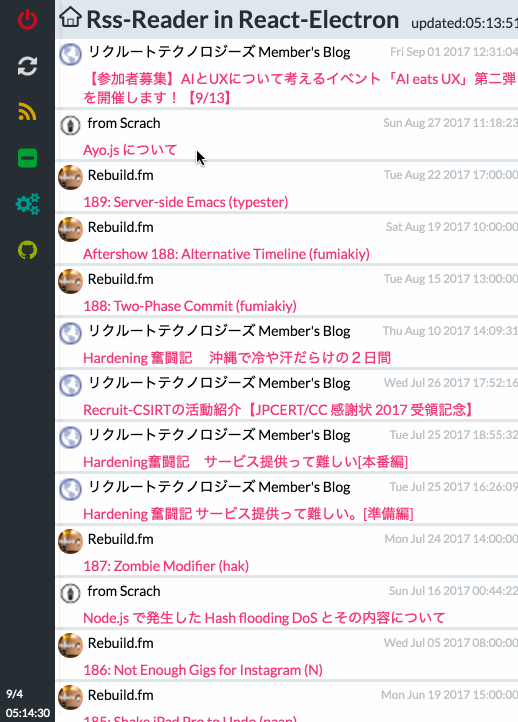 Rss-Reader in React-Electron updated:05:13:51
リクルートテクノロジーズ Member's Blog Fri Sep 01 2017 12:31:04
【参加者募集】AIとUXについて考えるイベント「AI eats UX」第二弾
を開催します！【9/13】
from Scrach Sun Aug 27 2017 11:18:23
Ayo.js について
Rebuild.fm Tue Aug 22 2017 17:00:00
189: Server-side Emacs (typester)
Rebuild.fm Sat Aug 19 2017 10:00:00
Aftershow 188: Alternative Timeline (fumiakiy)
Rebuild.fm Tue Aug 15 2017 13:00:00
188: Two-Phase Commit (fumiakiy)
リクルートテクノロジーズ Member's Blog Thu Aug 10 2017 14:09:31
Hardening 奮闘記　沖縄で冷や汗だらけの２日間
リクルートテクノロジーズ Member's Blog Wed Jul 26 2017 17:52:16
Recruit-CSIRTの活動紹介【JPCERT/CC 感謝状 2017 受領記念】
リクルートテクノロジーズ Member's Blog Tue Jul 25 2017 18:55:32
Hardening奮闘記　サービス提供って難しい[本番編]
リクルートテクノロジーズ Member's Blog Tue Jul 25 2017 16:26:09
Hardening 奮闘記 サービス提供って難しい。[準備編]
Rebuild.fm Mon Jul 24 2017 14:00:00
187: Zombie Modifier (hak)
from Scrach Sun Jul 16 2017 00:44:22
Node.js で発生した Hash flooding DoS とその内容について
Rebuild.fm Wed Jul 05 2017 08:00:00
186: Not Enough Gigs for Instagram (N)
Rebuild.fm Mon Jun 19 2017 15:00:00
185: Shake iPad Pro to Undo (naan)
9/4
05:14:30